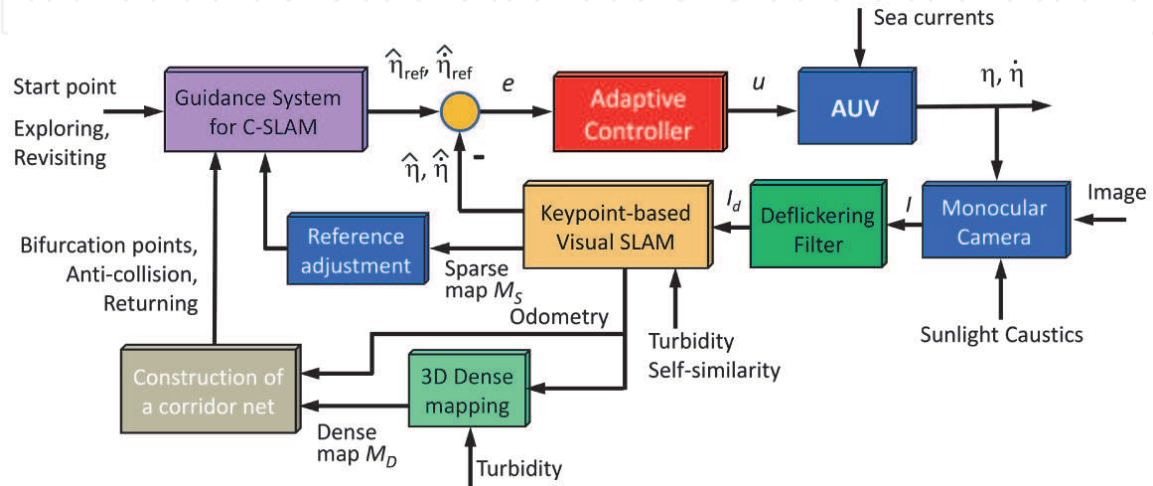 Sea currents
η̂ref, η̂̇ref
e
u
η, η̇
Start point
Exploring,
Revisiting
Guidance System
for C-SLAM
Adaptive
Controller
AUV
η̂, η̂̇
-
Bifurcation points,
Anti-collision,
Returning
Reference
adjustment
Keypoint-based
Visual SLAM
Id
Deflickering
Filter
I
Monocular
Camera
Image
Sparse
map MS
Odometry
Turbidity
Self-similarity
Sunlight Caustics
Construction of
a corridor net
3D Dense
mapping
Dense
map MD
Turbidity